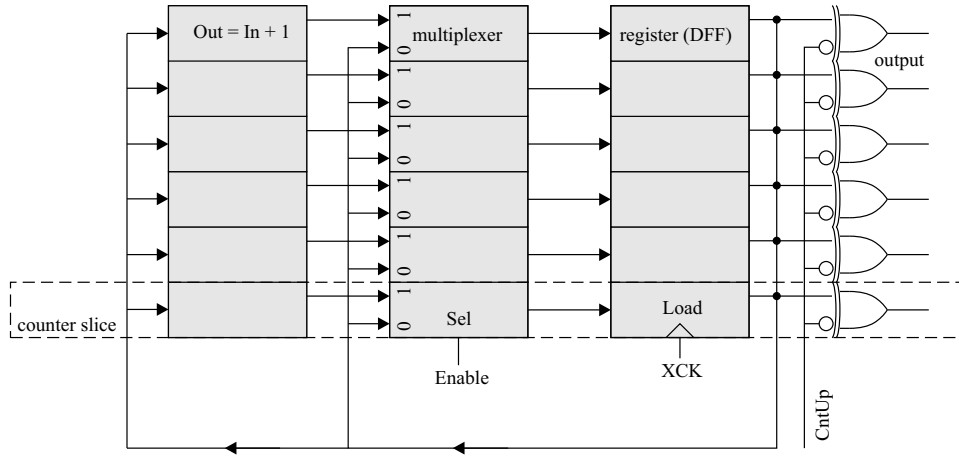 Out = In + 1
1
multiplexer
0
register (DFF)
output
1
0
1
0
1
0
1
0
counter slice
1
0
Sel
Load
Enable
XCK
CntUp